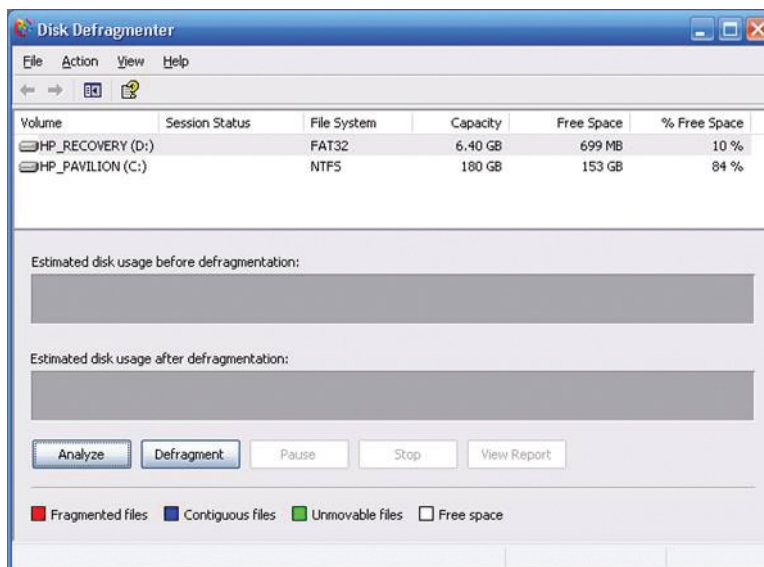 Disk Defragmenter
File Action View Help
Volume Session Status File System Capacity Free Space % Free Space
HP_RECOVERY (D:) FAT32 6.40 GB 699 MB 10 %
HP_PAVILION (C:) NTFS 180 GB 153 GB 84 %
Estimated disk usage before defragmentation:
Estimated disk usage after defragmentation:
Analyze Defragment Pause Stop View Report
Fragmented files Contiguous files Unmovable files Free space